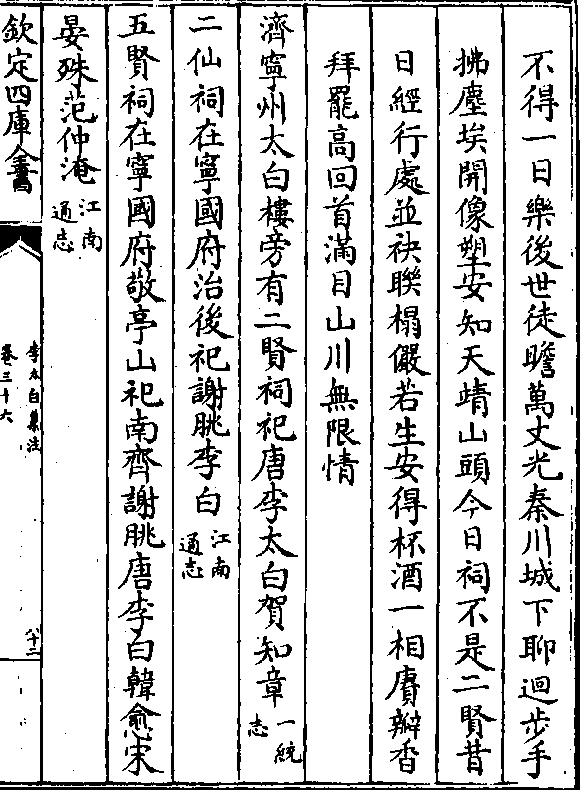 不得一日樂後世徒瞻萬丈光秦川城下聊迴步手
拂塵埃開像塑安知天靖山頭今日祠不是二賢昔
日經行處並袂聯榻儼若生安得杯酒一相賡瓣香
拜罷高回首滿目山川無限情
濟寧州太白樓旁有二賢祠祀唐李太白賀知章一統志
二仙祠在寧國府治後祀謝朓李白江南通志
五賢祠在寧國府敬亭山祀南齊謝朓唐李白韓愈宋
晏殊范仲淹江南通志
欽定四庫全書
李太白集注
卷三十六
六十二